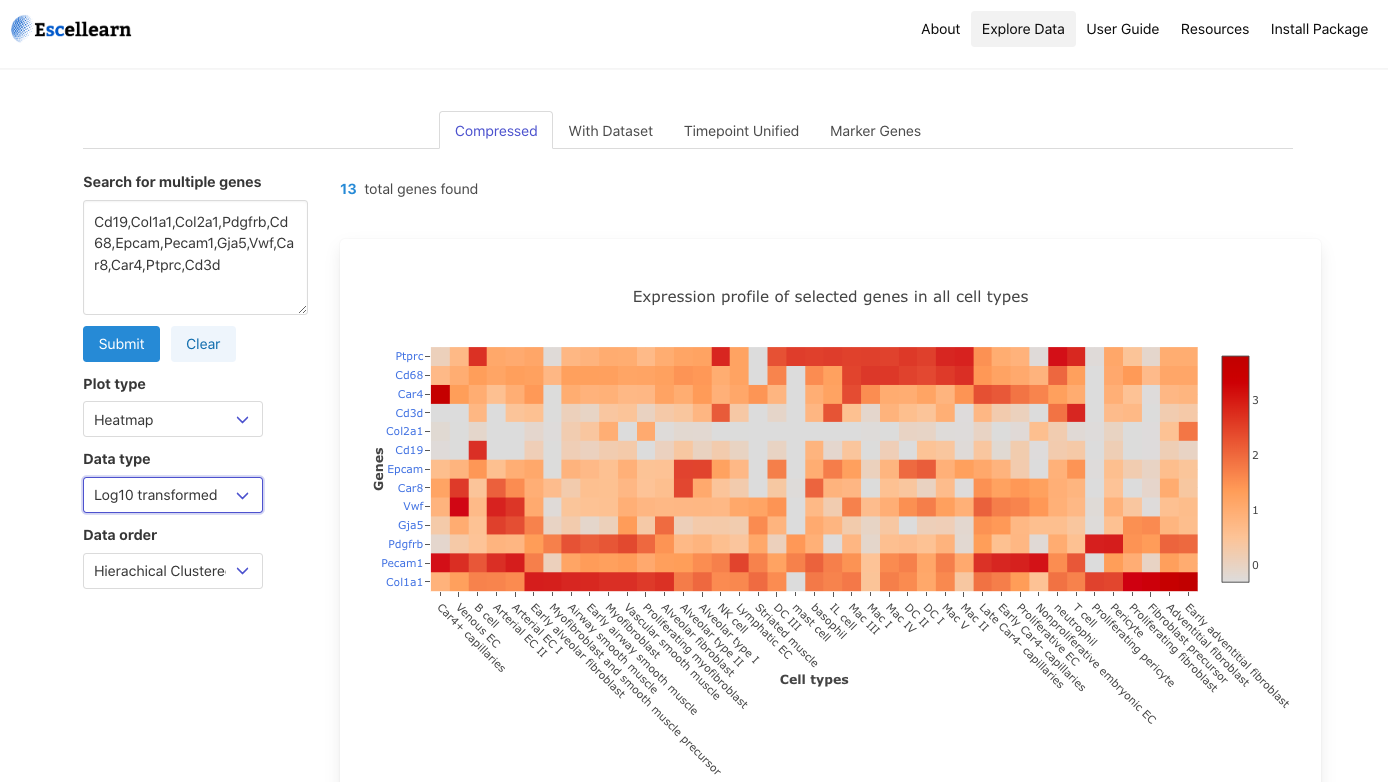 Escellearn
About
Explore Data
User Guide
Resources
Install Package
Compressed
With Dataset
Timepoint Unified
Marker Genes
Search for multiple genes
Cd19,Col1a1,Col2a1,Pdgfrb,Cd
68,Epcam,Pecam1,Gja5,Vwf,Ca
r8,Car4,Ptprc,Cd3d
Submit
Clear
Plot type
Heatmap
Data type
Log10 transformed
Data order
Hierachical Clustere
13 total genes found
Expression profile of selected genes in all cell types
Genes
Ptprc
Cd68
Car4
Cd3d
Col2a1
Cd19
Epcam
Car8
Vwf
Gja5
Pdgfrb
Pecam1
Col1a1
3
2
1
0
Car4+ capillaries
Venous EC
B cell
Arterial EC II
Arterial EC I
Early alveolar fibroblast
Myofibroblast and smooth muscle precursor
Airway smooth muscle
Early airway smooth muscle
Myofibroblast
Vascular smooth muscle
Proliferating myofibroblast
Alveolar fibroblast
Alveolar type II
Alveolar type I
NK cell
Lymphatic EC
Striated muscle
DC III
mast cell
basophil
IL cell
Mac III
Mac I
Mac IV
DC II
DC I
Mac V
Mac II
Late Car4- capillaries
Early Car4- capillaries
Proliferative EC
Nonproliferative embryonic EC
neutrophil
T cell
Proliferating pericyte
Pericyte
Proliferating fibroblast
Fibroblast precursor
Adventitial fibroblast
Early adventitial fibroblast
Cell types